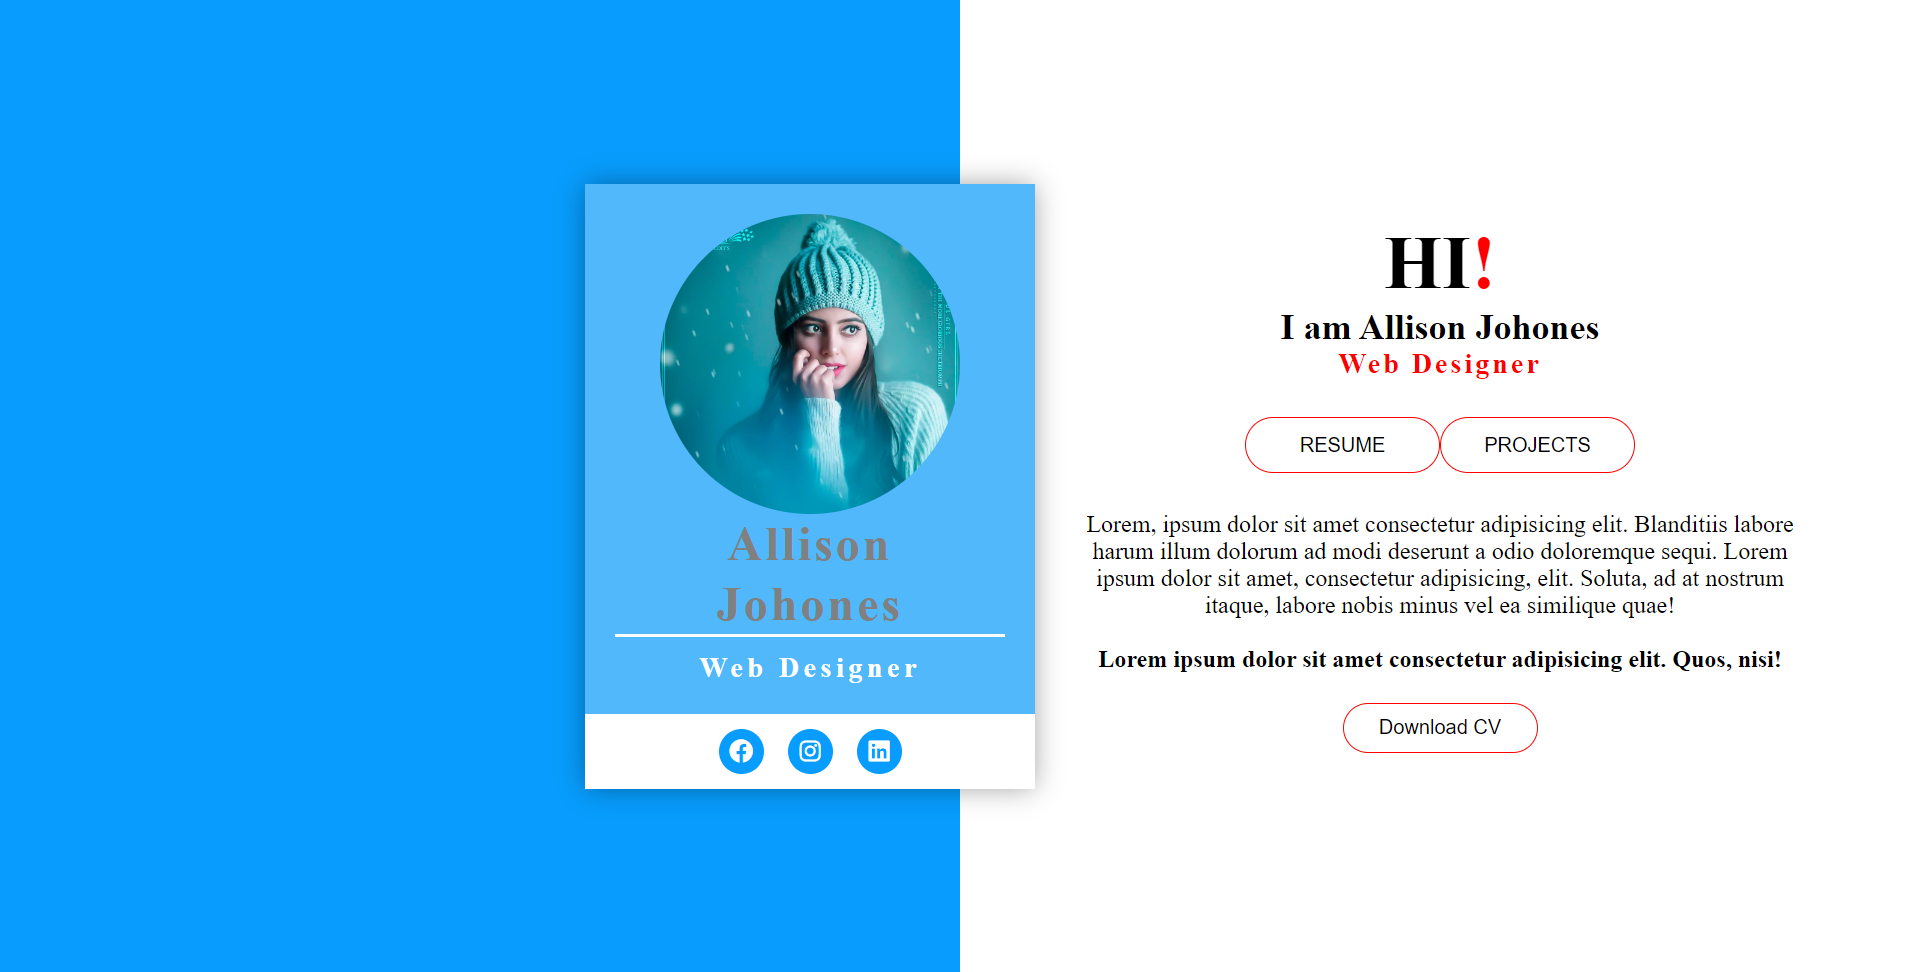 Allison
Johones
Web Designer
HI!
I am Allison Johones
Web Designer
RESUME
PROJECTS
Lorem, ipsum dolor sit amet consectetur adipisicing elit. Blanditiis labore
harum illum dolorum ad modi deserunt a odio doloremque sequi. Lorem
ipsum dolor sit amet, consectetur adipisicing, elit. Soluta, ad at nostrum
itaque, labore nobis minus vel ea similique quae!
Lorem ipsum dolor sit amet consectetur adipisicing elit. Quos, nisi!
Download CV